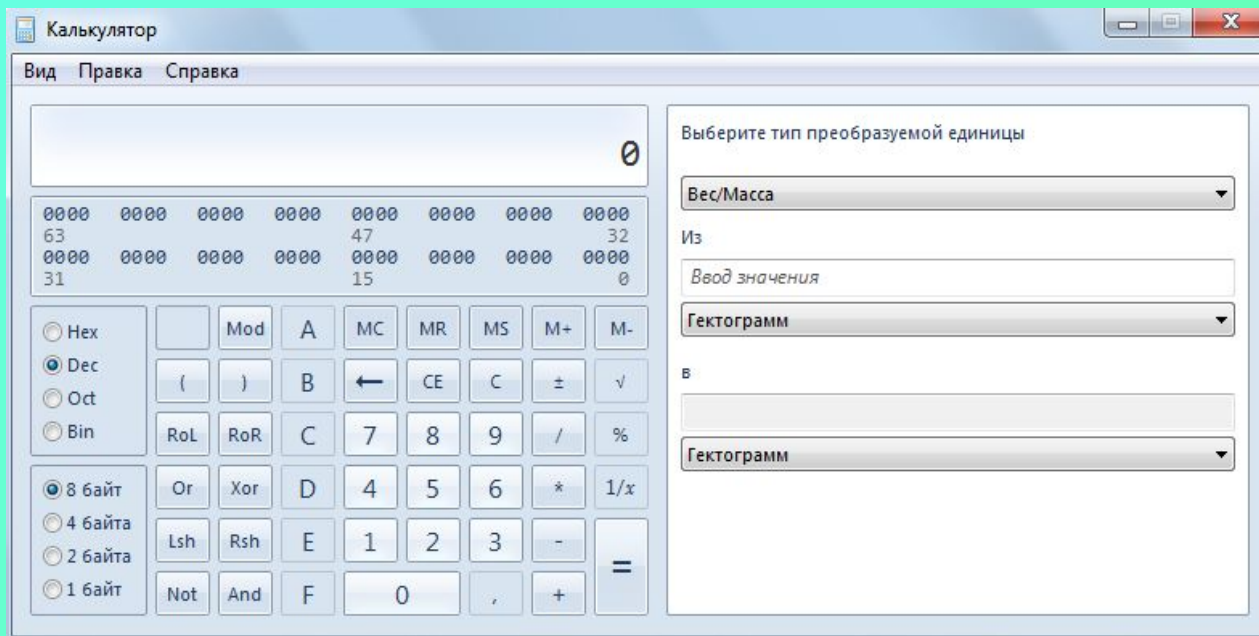 Калькулятор
Вид Правка Справка
0
0000 0000 0000 0000 0000 0000 0000 0000
63 47 32
0000 0000 0000 0000 0000 0000 0000 0000
31 15 0
Hex
Dec
Oct
Bin
8 байт
4 байта
2 байта
1 байт
Mod A MC MR MS M+ M-
( ) B ← CE C ± √
RoL RoR C 7 8 9 / %
Or Xor D 4 5 6 * 1/x
Lsh Rsh E 1 2 3 - =
Not And F 0 , +
Выберите тип преобразуемой единицы
Вес/Масса
Из
Ввод значения
Гектограмм
в
Гектограмм